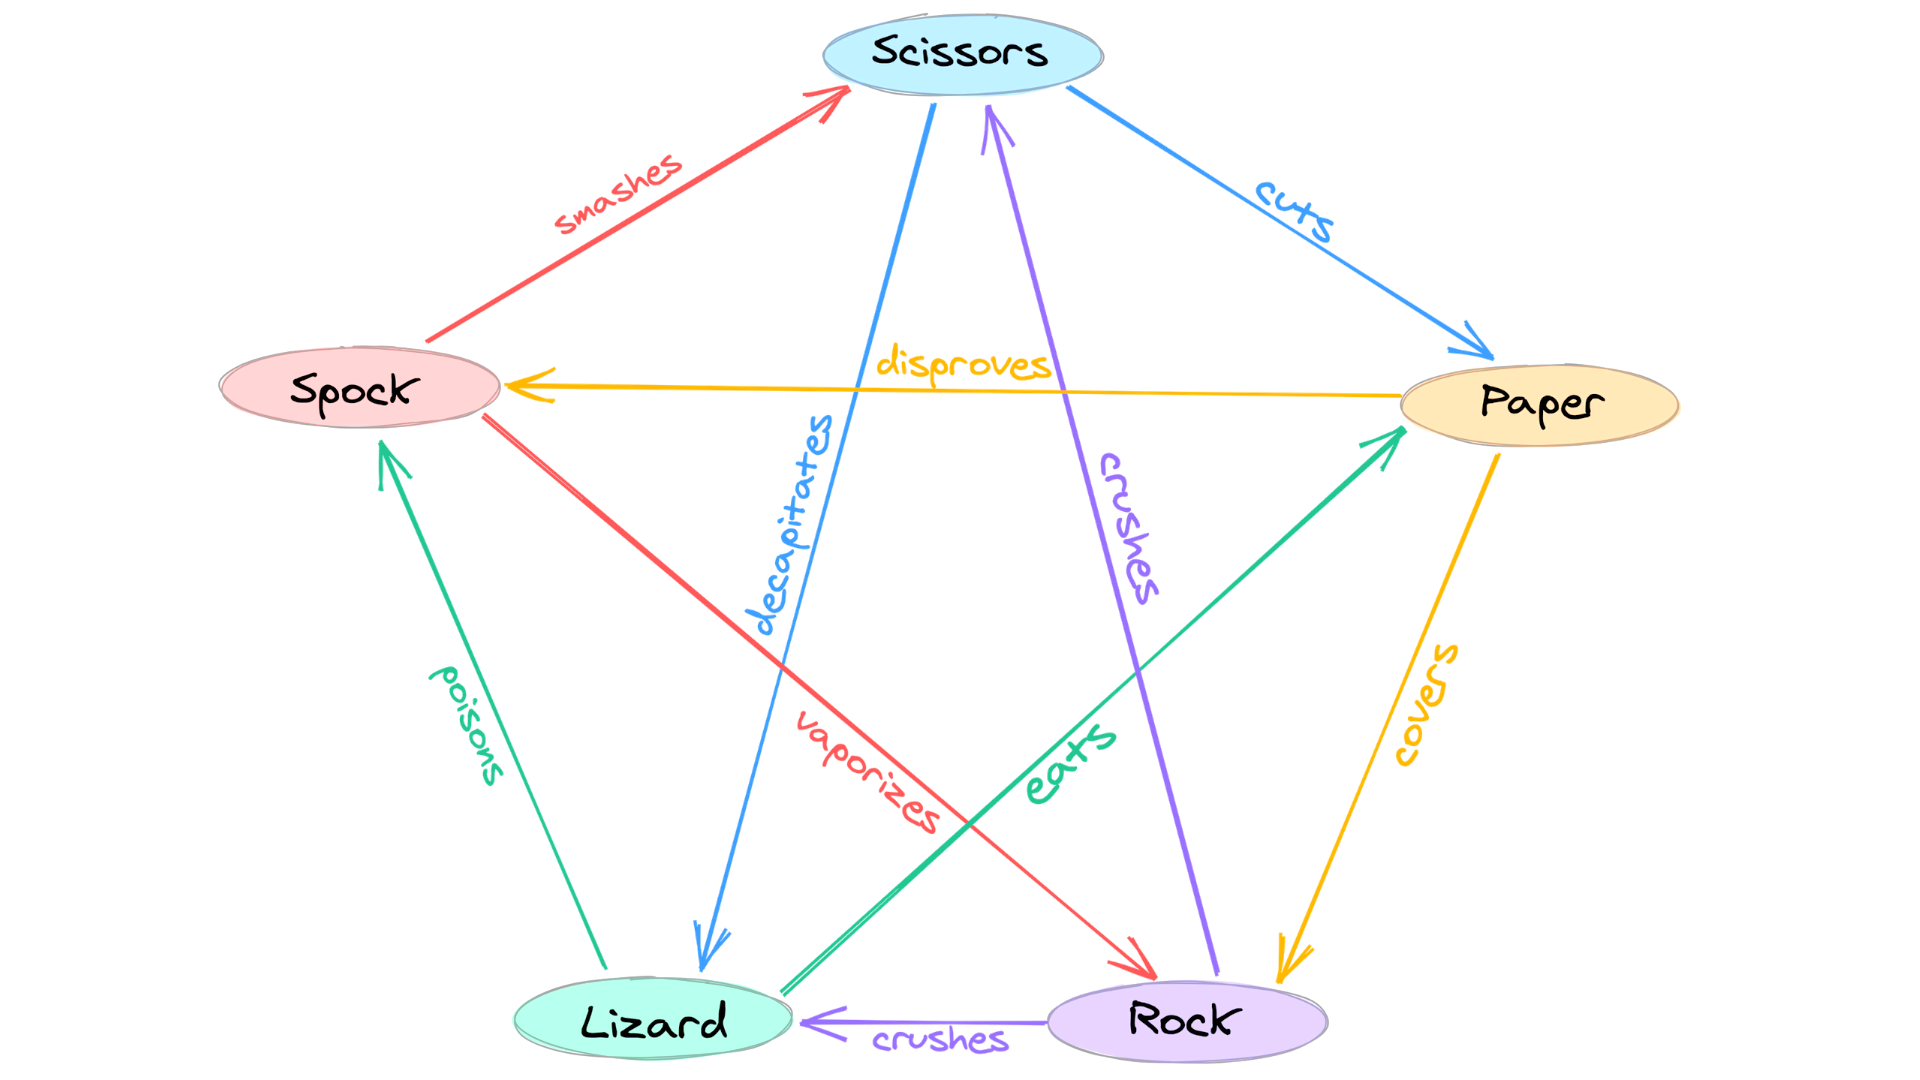 Scissors
smashes
cuts
disproves
Spock
Paper
decapitates
crushes
poisons
vaporizes
eats
covers
Lizard
crushes
Rock